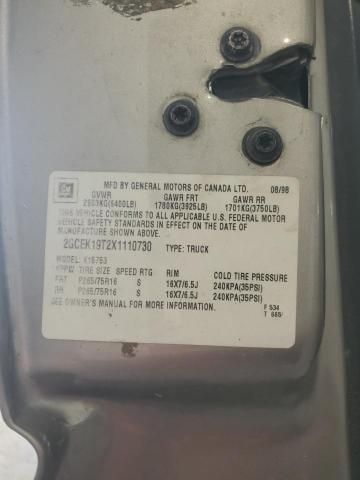 GM
MFD BY GENERAL MOTORS OF CANADA LTD. 08/98
GVWR GAWR FRT GAWR RR
2903KG(6400LB) 1780KG(3925LB) 1701KG(3750LB)
THIS VEHICLE CONFORMS TO ALL APPLICABLE U.S. FEDERAL MOTOR
VEHICLE SAFETY STANDARDS IN EFFECT ON THE DATE OF
MANUFACTURE SHOWN ABOVE.
2GCEK19T2X1110730 TYPE: TRUCK
MODEL: K15753
TIRE SIZE SPEED RTG RIM COLD TIRE PRESSURE
FRT P265/75R16 S 16X7/6.5J 240KPA(35PSI)
RR P265/75R16 S 16X7/6.5J 240KPA(35PSI)
SEE OWNER'S MANUAL FOR MORE INFORMATION
F 534
T 665